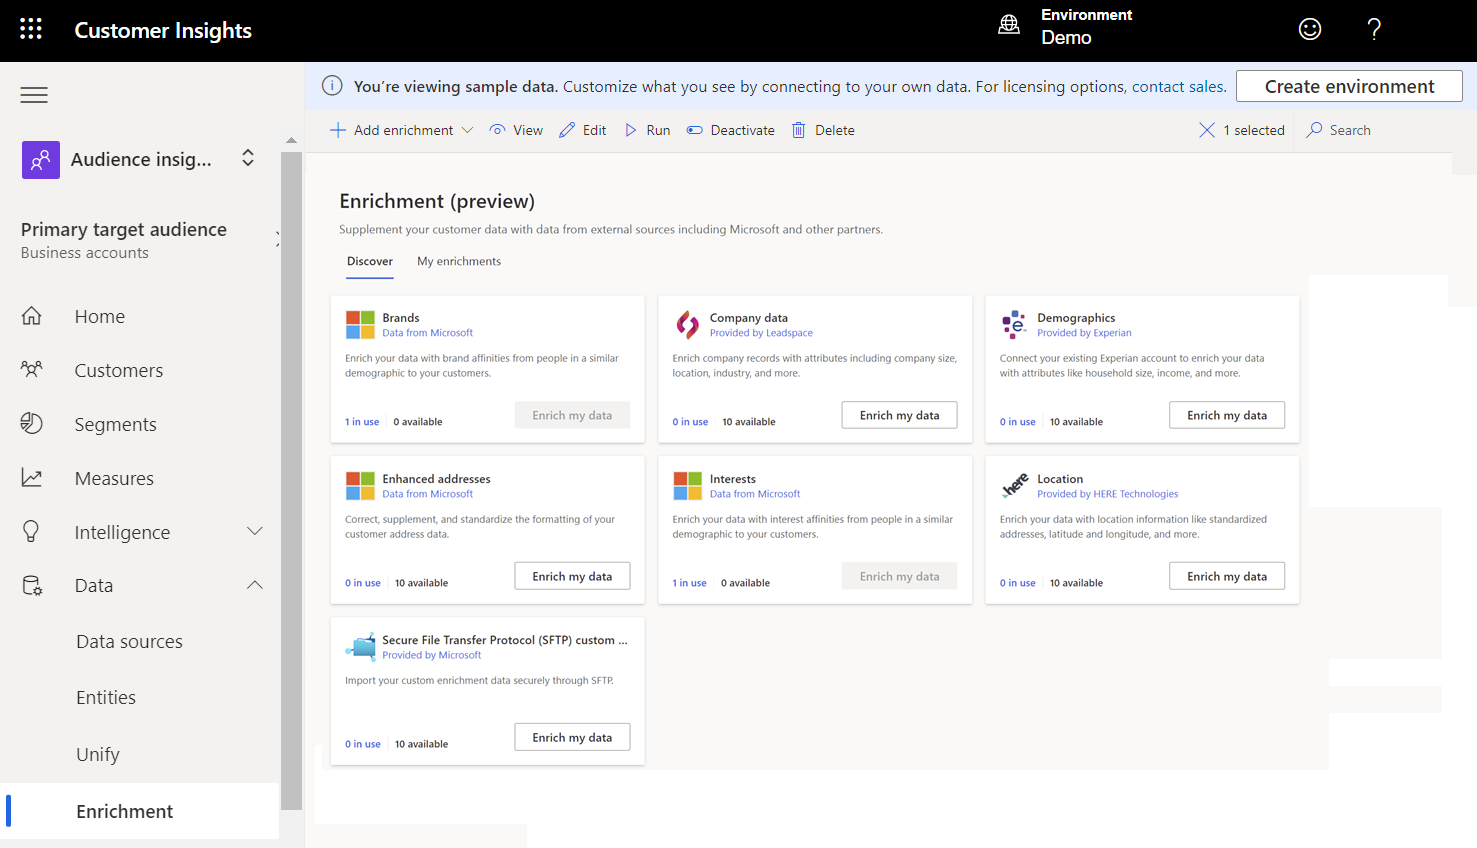 Customer Insights
Environment
Demo
?
You're viewing sample data. Customize what you see by connecting to your own data. For licensing options, contact sales.
Create environment
Add enrichment
View
Edit
Run
Deactivate
Delete
1 selected
Search
Audience insig...
Primary target audience
Business accounts
Home
Customers
Segments
Measures
Intelligence
Data
Data sources
Entities
Unify
Enrichment
Enrichment (preview)
Supplement your customer data with data from external sources including Microsoft and other partners.
Discover
My enrichments
Brands
Data from Microsoft
Enrich your data with brand affinities from people in a similar
demographic to your customers.
1 in use
0 available
Enrich my data
Company data
Provided by Leadspace
Enrich company records with attributes including company size,
location, industry, and more.
0 in use
10 available
Enrich my data
Demographics
Provided by Experian
Connect your existing Experian account to enrich your data
with attributes like household size, income, and more.
0 in use
10 available
Enrich my data
Enhanced addresses
Data from Microsoft
Correct, supplement, and standardize the formatting of your
customer address data.
0 in use
10 available
Enrich my data
Interests
Data from Microsoft
Enrich your data with interest affinities from people in a similar
demographic to your customers.
1 in use
0 available
Enrich my data
here
Location
Provided by HERE Technologies
Enrich your data with location information like standardized
addresses, latitude and longitude, and more.
0 in use
10 available
Enrich my data
Secure File Transfer Protocol (SFTP) custom ...
Provided by Microsoft
Import your custom enrichment data securely through SFTP.
0 in use
10 available
Enrich my data